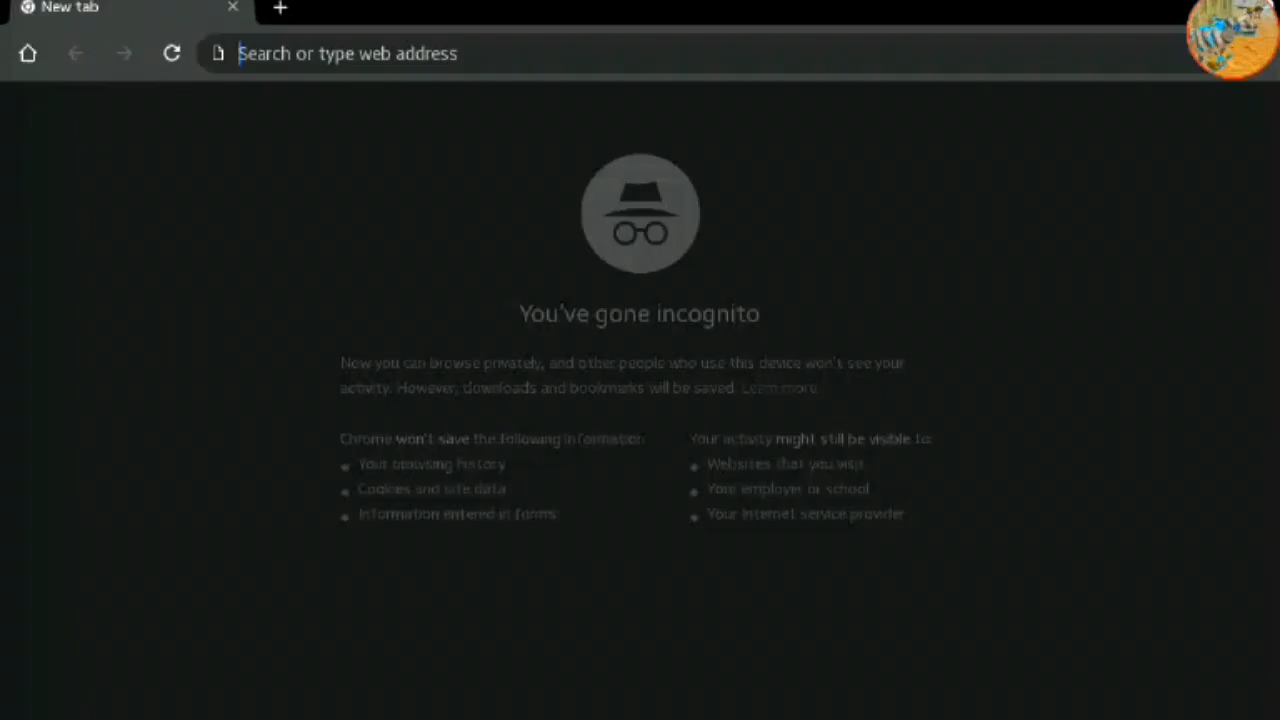 New tab
Search or type web address
You've gone incognito
Now you can browse privately, and other people who use this device won't see your
activity. However, downloads and bookmarks will be saved. Learn more
Chrome won't save the following information
Your browsing history
Cookies and site data
Information entered in forms
Your activity might still be visible to:
Websites that you visit
Your employer or school
Your Internet service provider